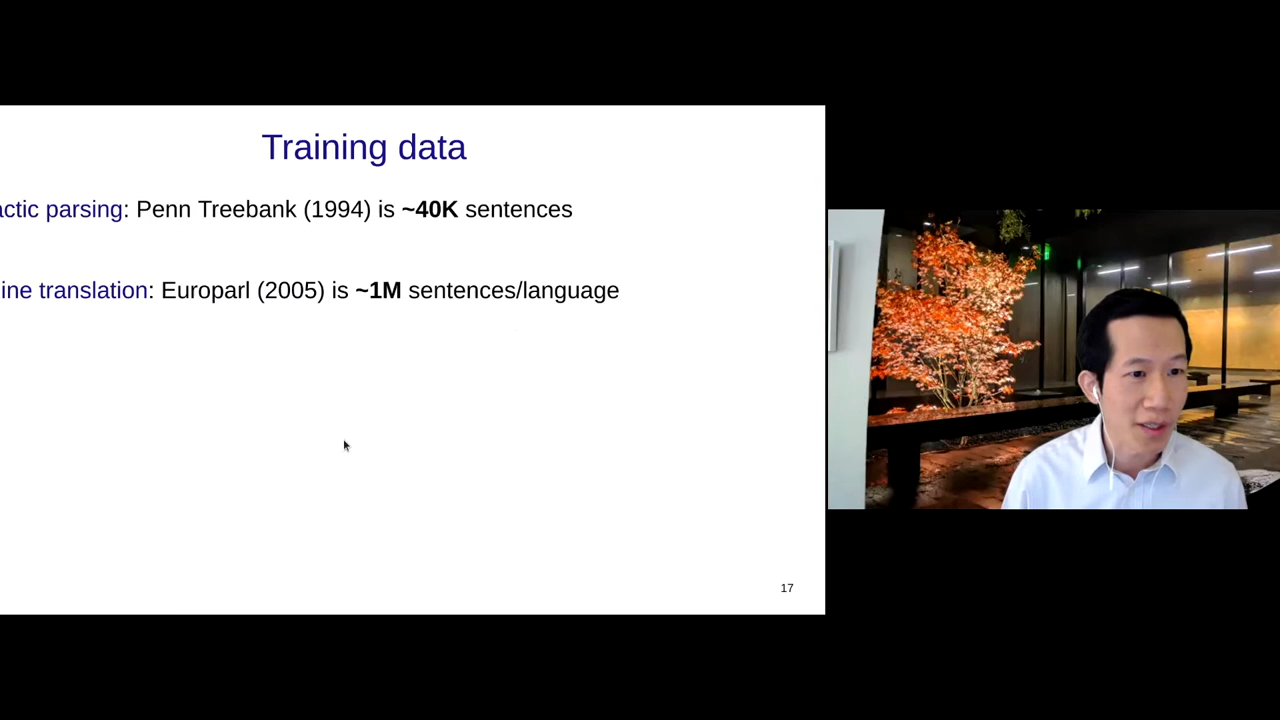 Training data
actic parsing: Penn Treebank (1994) is ~40K sentences
ine translation: Europarl (2005) is ~1M sentences/language
17